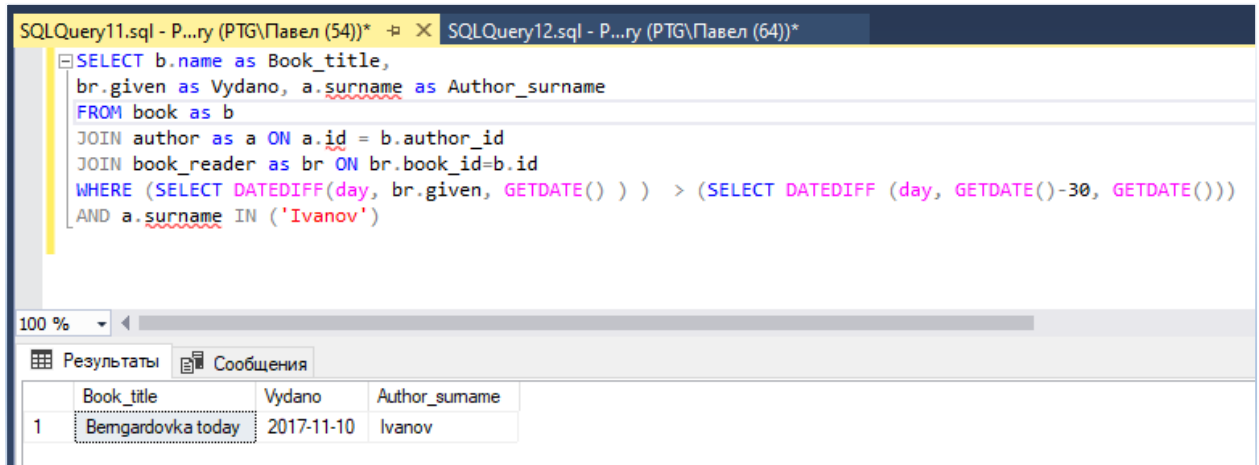 SQLQuery11.sql - P...ry (PTG\Павел (54))* SQLQuery12.sql - P...ry (PTG\Павел (64))*
SELECT b.name as Book_title,
br.given as Vydano, a.surname as Author_surname
FROM book as b
JOIN author as a ON a.id = b.author_id
JOIN book_reader as br ON br.book_id=b.id
WHERE (SELECT DATEDIFF(day, br.given, GETDATE() ) ) > (SELECT DATEDIFF (day, GETDATE()-30, GETDATE()))
AND a.surname IN ('Ivanov')
100 %
Результаты Сообщения
Book_title Vydano Author_surname
1 Berngardovka today 2017-11-10 Ivanov